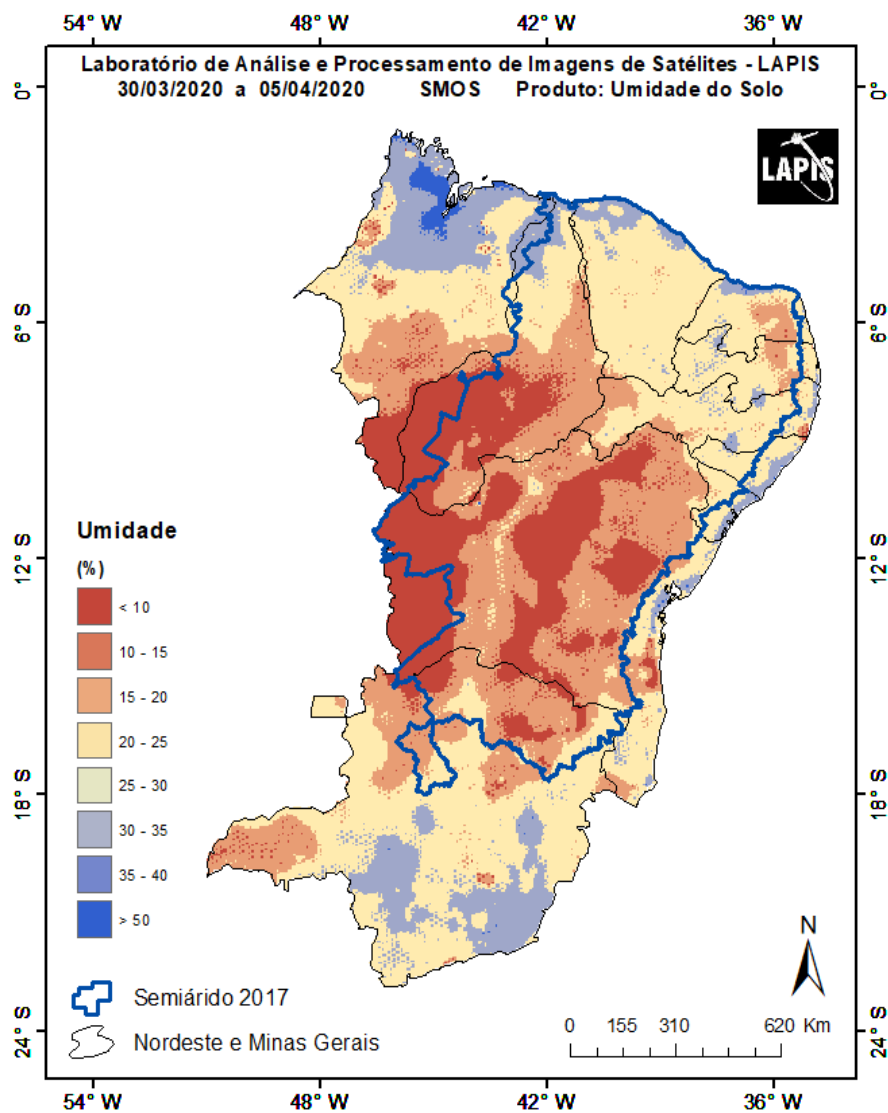 54° W 48° W 42° W 36° W
Laboratório de Análise e Processamento de Imagens de Satélites - LAPIS
30/03/2020 a 05/04/2020 SMOS Produto: Umidade do Solo
LAPIS
0° 0°
6° S 6° S
12° S 12° S
18° S 18° S
24° S 24° S
Umidade
(%)
< 10
10 - 15
15 - 20
20 - 25
25 - 30
30 - 35
35 - 40
> 50
Semiárido 2017
Nordeste e Minas Gerais
N
0 155 310 620 Km
54° W 48° W 42° W 36° W